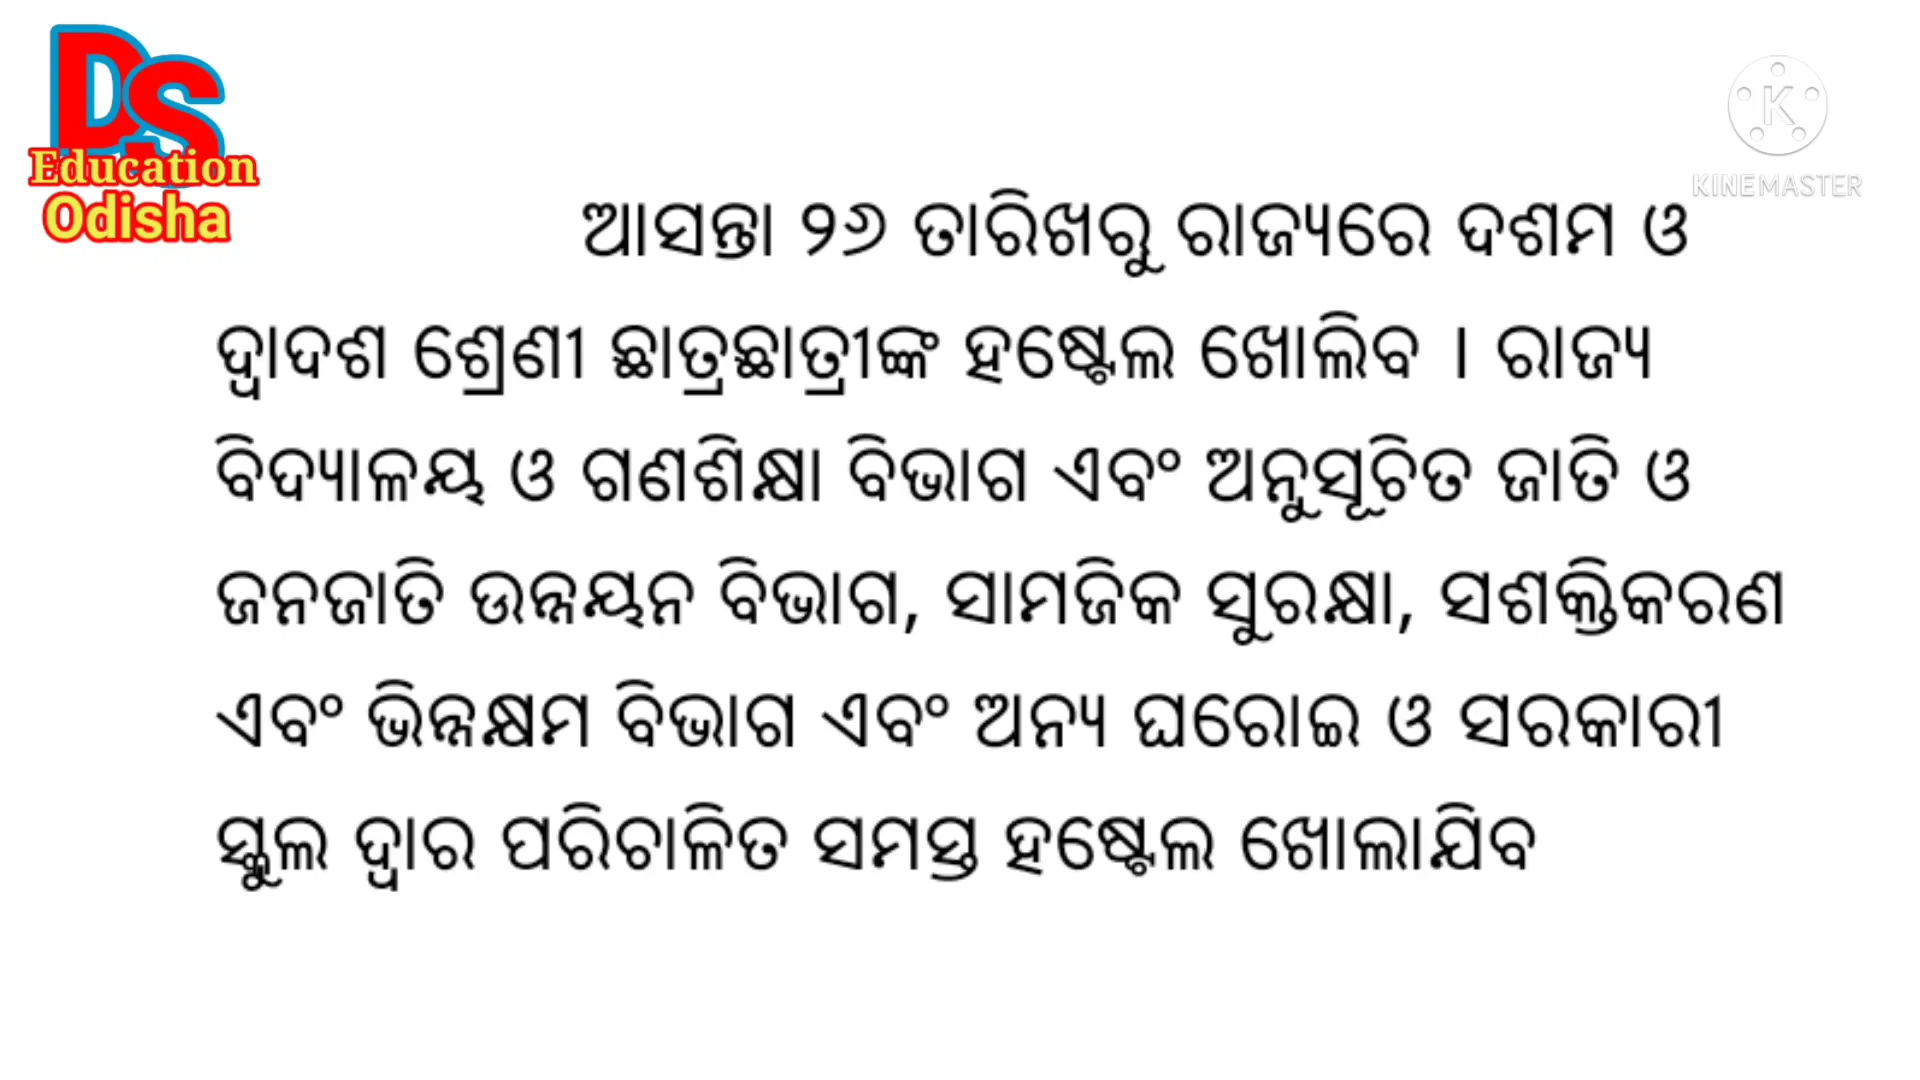 DS
Education
Odisha
KINEMASTER
ଆସନ୍ତା ୨୬ ତାରିଖରୁ ରାଜ୍ୟରେ ଦଶମ ଓ
ଦ୍ୱାଦଶ ଶ୍ରେଣୀ ଛାତ୍ରଛାତ୍ରୀଙ୍କ ହଷ୍ଟେଲ ଖୋଲିବ । ରାଜ୍ୟ
ବିଦ୍ୟାଳୟ ଓ ଗଣଶିକ୍ଷା ବିଭାଗ ଏବଂ ଅନୁସୂଚିତ ଜାତି ଓ
ଜନଜାତି ଉନ୍ନୟନ ବିଭାଗ, ସାମଜିକ ସୁରକ୍ଷା, ସଶକ୍ତିକରଣ
ଏବଂ ଭିନ୍ନକ୍ଷମ ବିଭାଗ ଏବଂ ଅନ୍ୟ ଘରୋଇ ଓ ସରକାରୀ
ସ୍କୁଲ ଦ୍ୱାର ପରିଚାଳିତ ସମସ୍ତ ହଷ୍ଟେଲ ଖୋଲାଯିବ